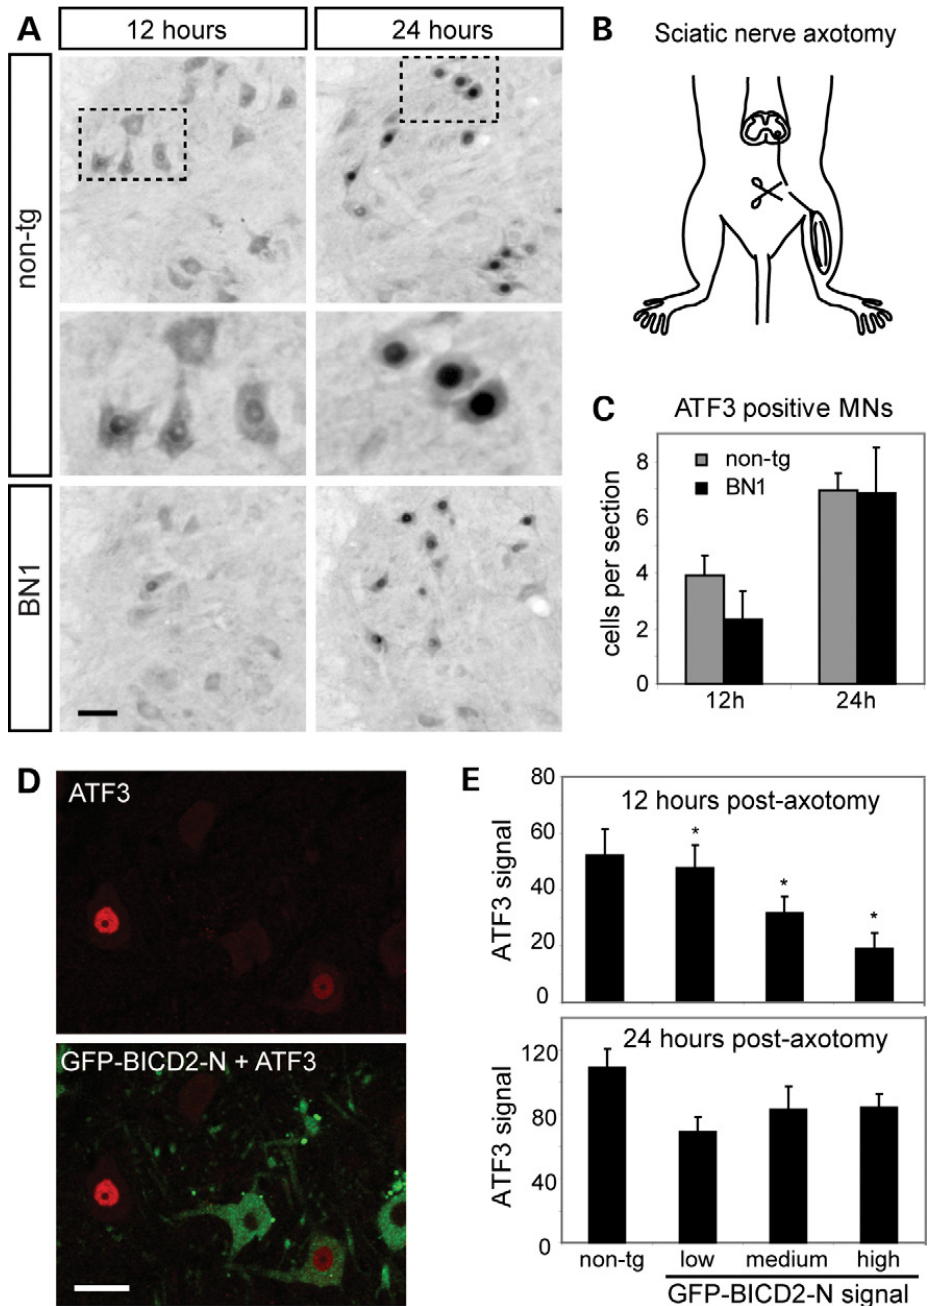 A
12 hours
24 hours
non-tg
BN1
B
Sciatic nerve axotomy
C
ATF3 positive MNs
non-tg
BN1
cells per section
8
6
4
2
0
12h
24h
D
ATF3
GFP-BICD2-N + ATF3
E
12 hours post-axotomy
ATF3 signal
80
60
40
20
0
*
*
*
24 hours post-axotomy
ATF3 signal
120
80
40
0
non-tg
low
medium
high
GFP-BICD2-N signal